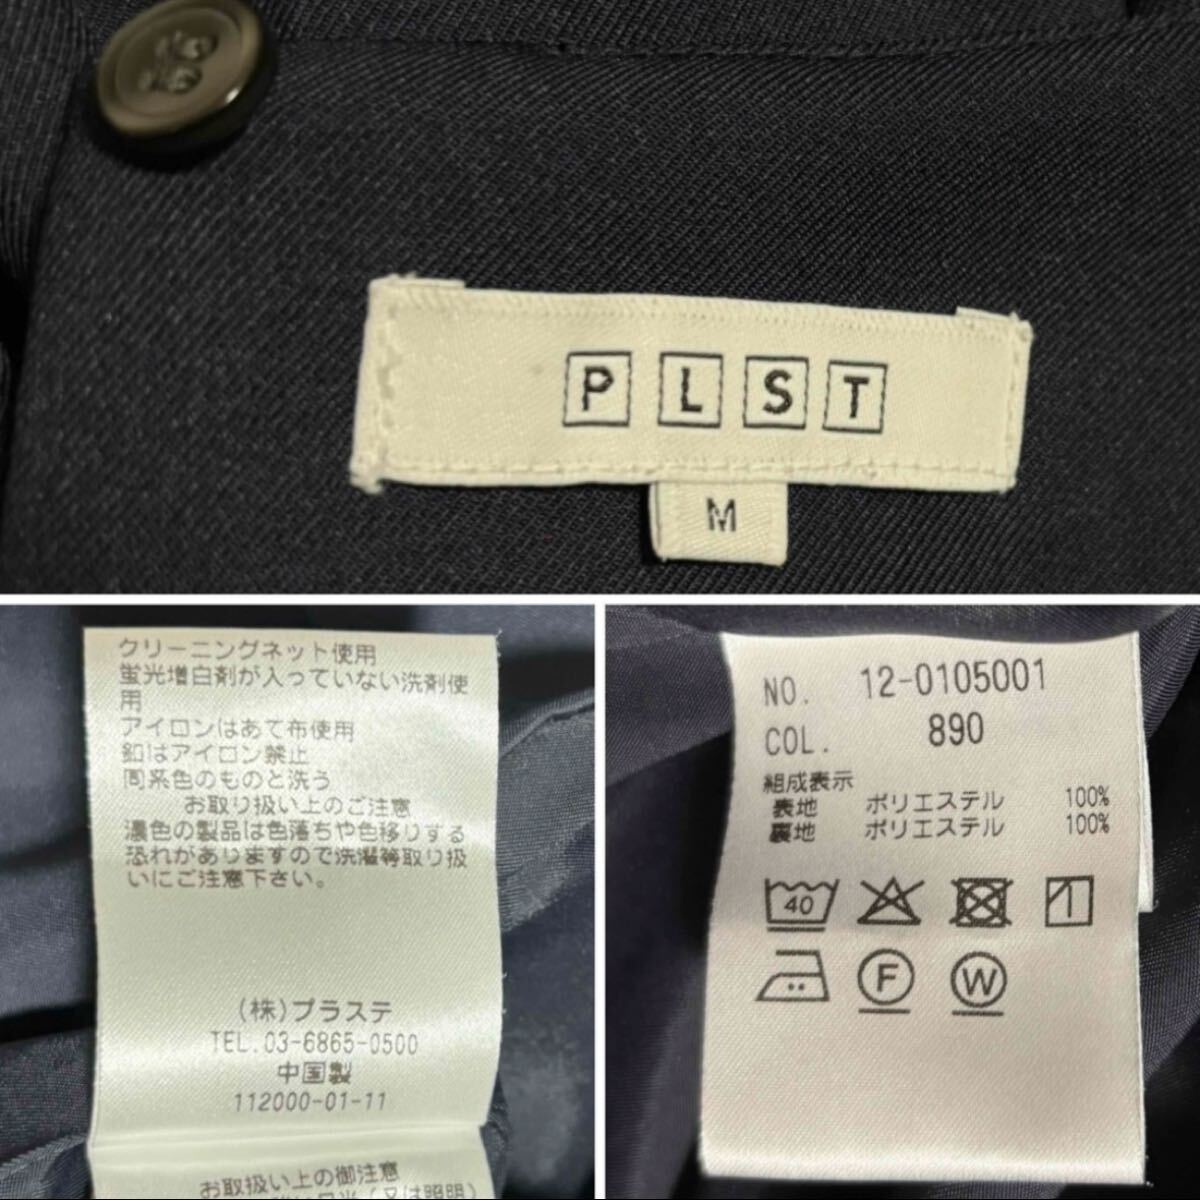 PLST
M
クリーニングネット使用
蛍光増白剤が入っていない洗剤使
用
アイロンはあて布使用
釦はアイロン禁止
同系色のものと洗う
お取り扱い上のご注意
濃色の製品は色落ちや色移りする
恐れがありますので洗濯等取り扱
いにご注意下さい。
(株)プラステ
TEL.03-6865-0500
中国製
112000-01-11
お取扱い上の御注意
NO. 12-0105001
COL. 890
組成表示
表地 ポリエステル 100%
裏地 ポリエステル 100%
40
F W